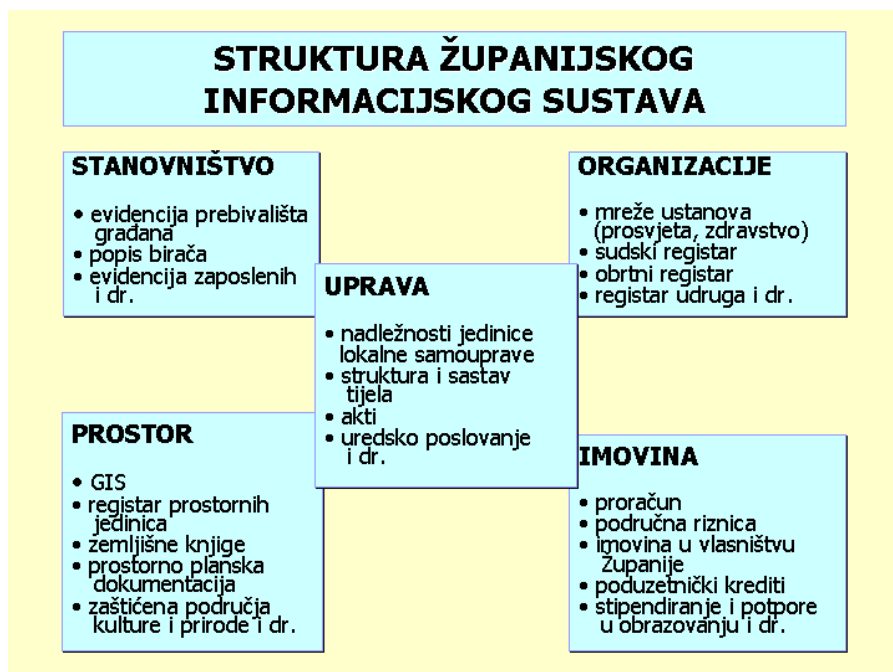 STRUKTURA ŽUPANIJSKOG
INFORMACIJSKOG SUSTAVA
STANOVNIŠTVO
• evidencija prebivališta
građana
• popis birača
• evidencija zaposlenih
i dr.
ORGANIZACIJE
• mreže ustanova
(prosvjeta, zdravstvo)
• sudski registar
• obrtni registar
• registar udruga i dr.
UPRAVA
• nadležnosti jedinice
lokalne samouprave
• struktura i sastav
tijela
• akti
• uredsko poslovanje
i dr.
PROSTOR
• GIS
• registar prostornih
jedinica
• zemljišne knjige
• prostorno planska
dokumentacija
• zaštićena područja
kulture i prirode i dr.
IMOVINA
• proračun
• područna riznica
• imovina u vlasništvu
Županije
• poduzetnički krediti
• stipendiranje i potpore
u obrazovanju i dr.